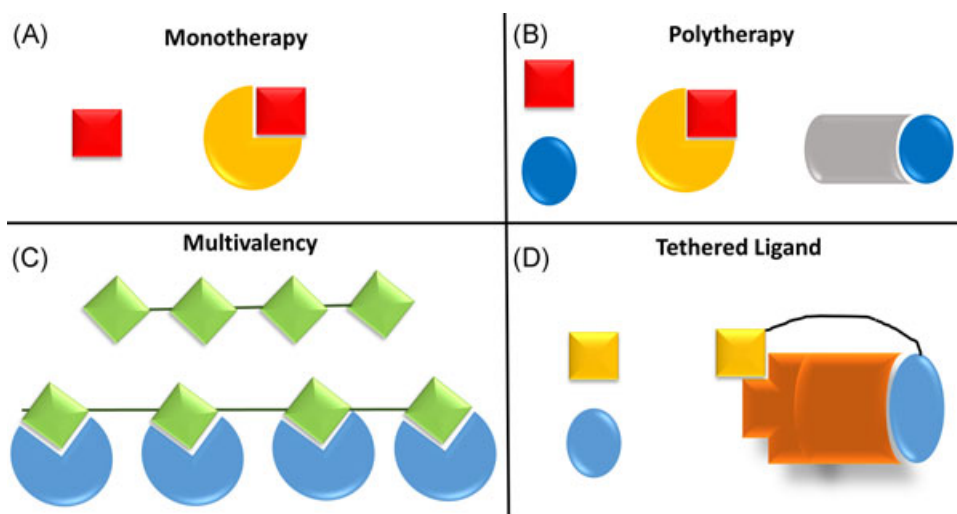 (A)
Monotherapy
(B)
Polytherapy
(C)
Multivalency
(D)
Tethered Ligand